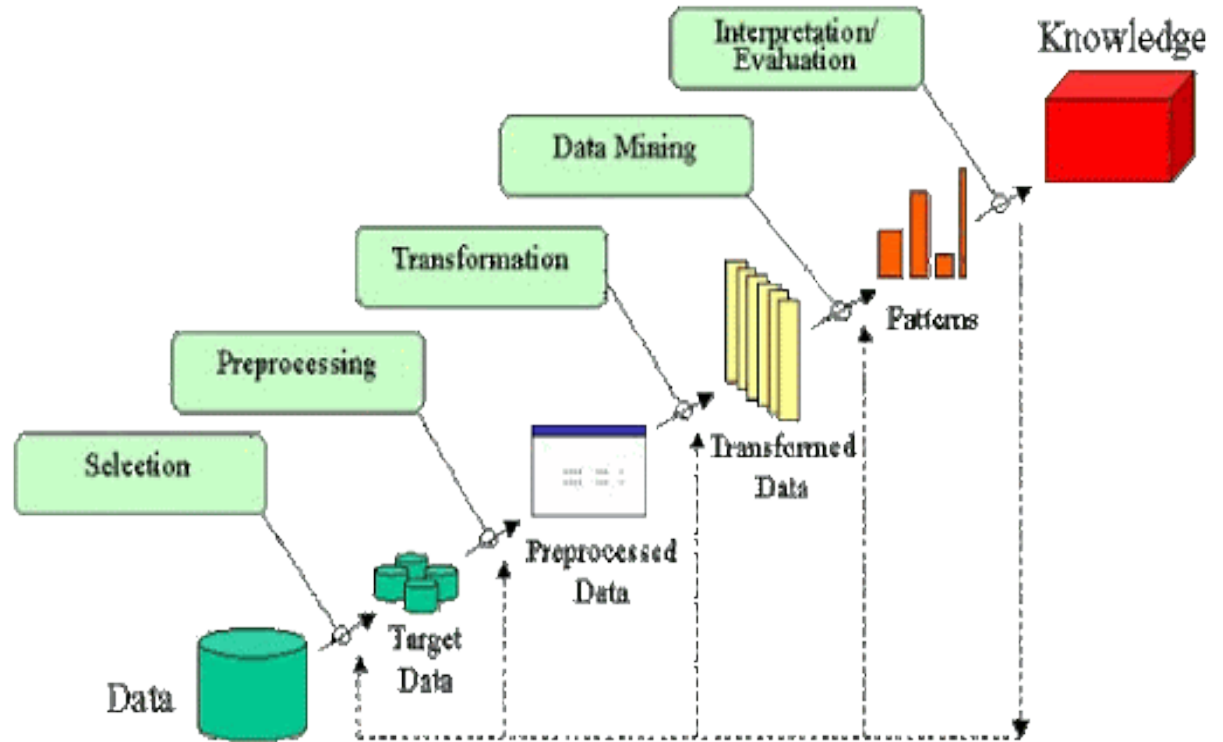 Interpretation/
Evaluation
Knowledge
Data Mining
Transformation
Patterns
Preprocessing
Transformed
Data
Selection
Preprocessed
Data
Target
Data
Data